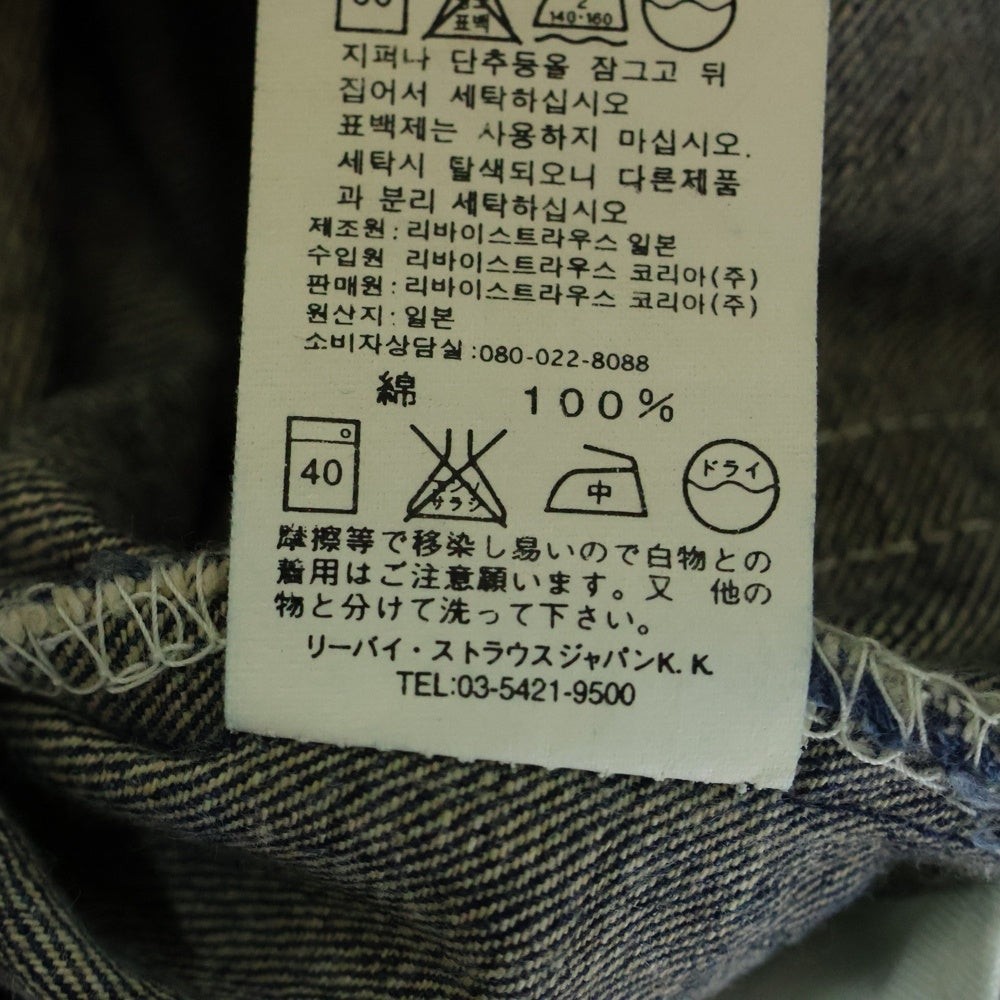 표백
2
140-160
지퍼나 단추등을 잠그고 뒤
집어서 세탁하십시오
표백제는 사용하지 마십시오.
세탁시 탈색되오니 다른제품
과 분리 세탁하십시오
제조원: 리바이스트라우스 일본
수입원 리바이스트라우스 코리아(주)
판매원: 리바이스트라우스 코리아(주)
원산지: 일본
소비자상담실:080-022-8088
綿 100%
40 サラシ 中 ドライ
摩擦等で移染し易いので白物との
着用はご注意願います。又 他の
物と分けて洗って下さい。
リーバイ・ストラウスジャパンK.K.
TEL:03-5421-9500